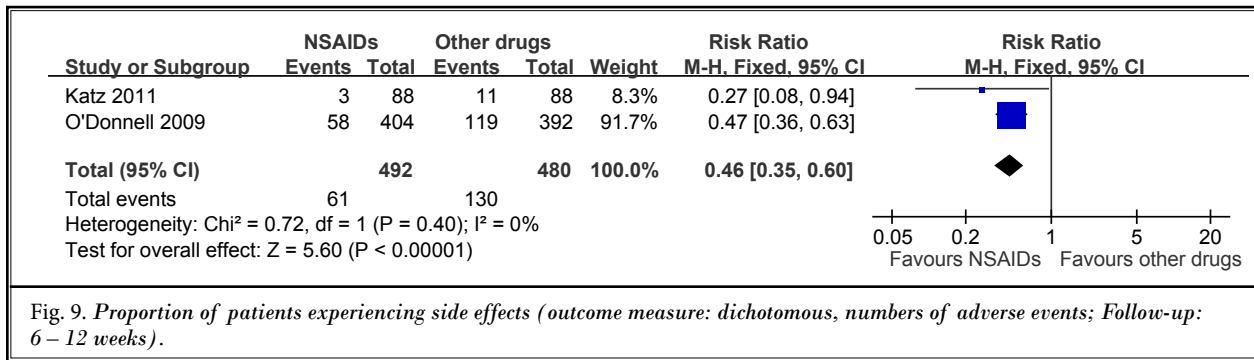 NSAIDs Other drugs Risk Ratio Risk Ratio
Study or Subgroup Events Total Events Total Weight M-H, Fixed, 95% CI M-H, Fixed, 95% CI
Katz 2011 3 88 11 88 8.3% 0.27 [0.08, 0.94]
O'Donnell 2009 58 404 119 392 91.7% 0.47 [0.36, 0.63]
Total (95% CI) 492 480 100.0% 0.46 [0.35, 0.60]
Total events 61 130
Heterogeneity: Chi² = 0.72, df = 1 (P = 0.40); I² = 0%
Test for overall effect: Z = 5.60 (P < 0.00001)
0.05 0.2 1 5 20
Favours NSAIDs Favours other drugs
Fig. 9. Proportion of patients experiencing side effects (outcome measure: dichotomous, numbers of adverse events; Follow-up:
6 – 12 weeks).